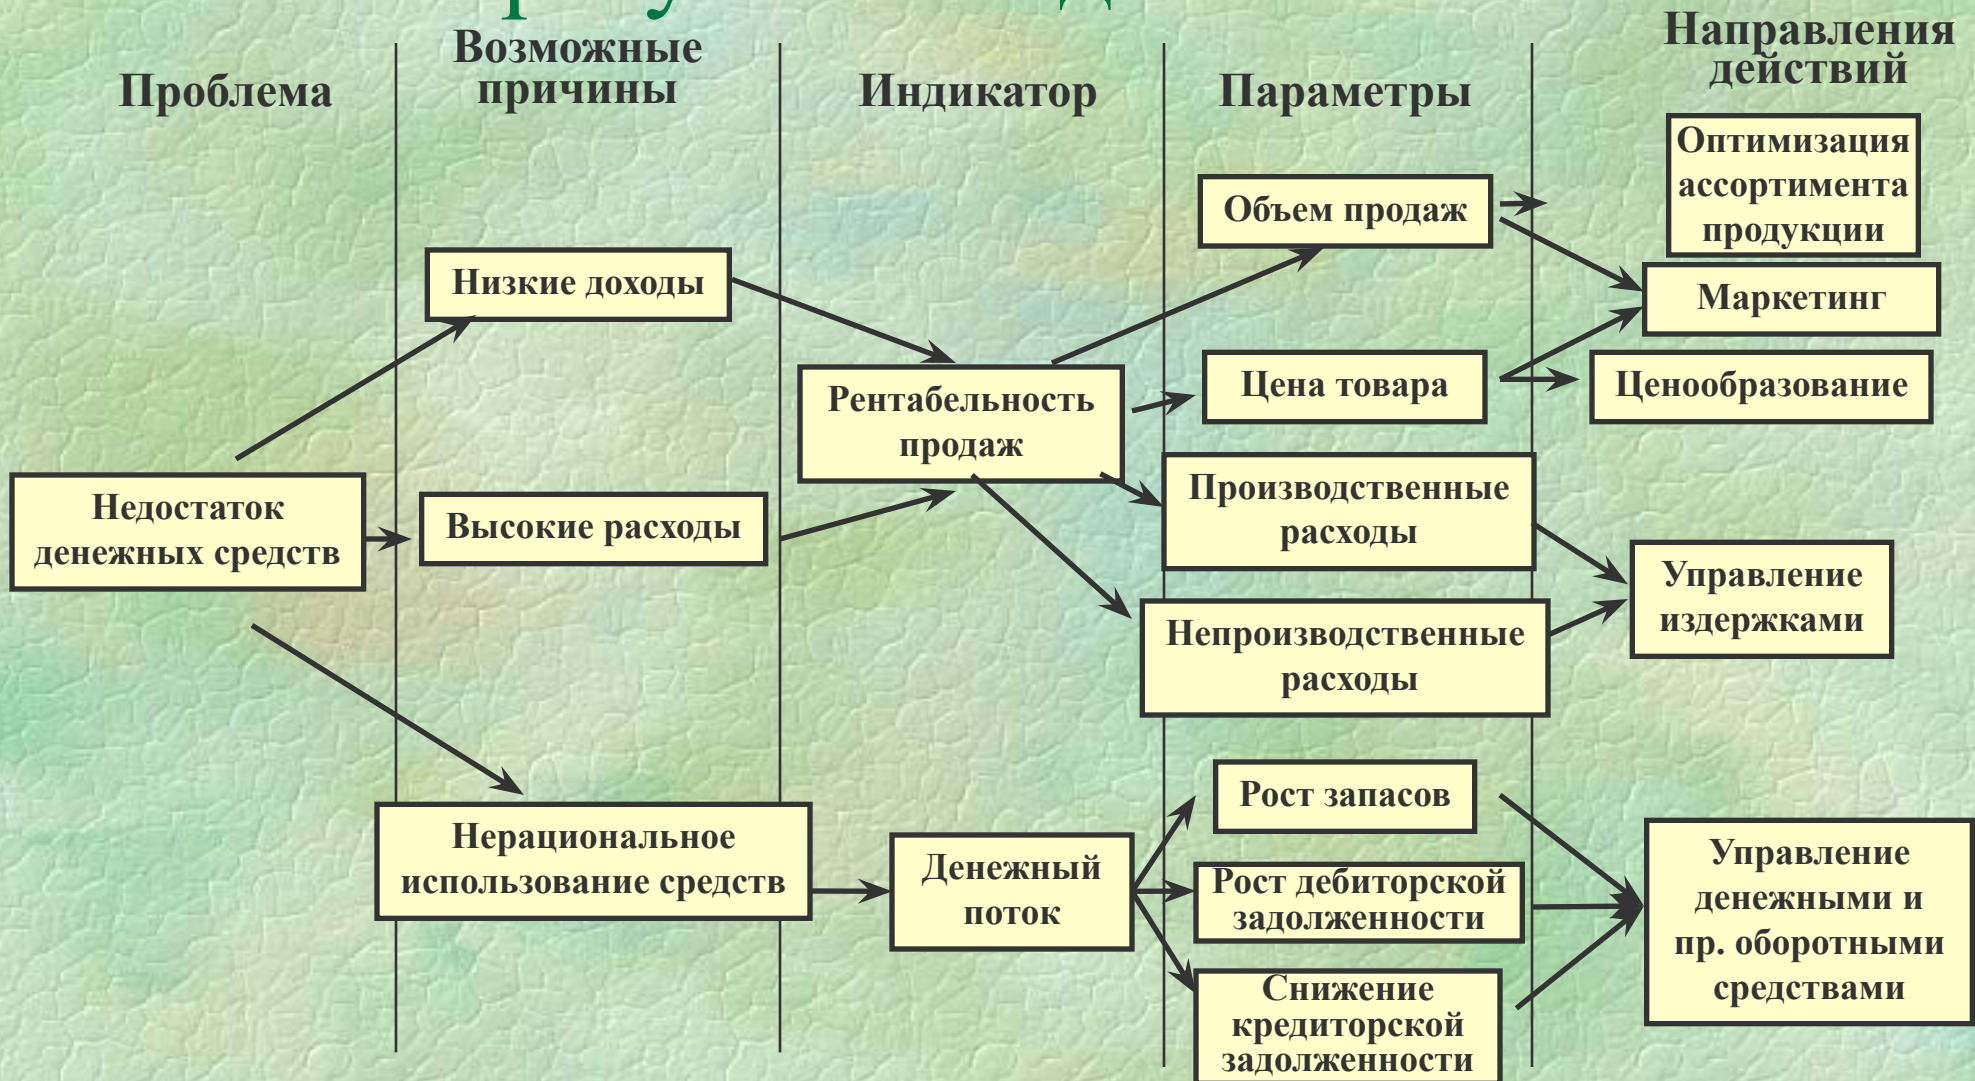 Проблема
Возможные
причины
Индикатор
Параметры
Направления
действий
Недостаток
денежных средств
Низкие доходы
Высокие расходы
Нерациональное
использование средств
Рентабельность
продаж
Денежный
поток
Объем продаж
Цена товара
Производственные
расходы
Непроизводственные
расходы
Рост запасов
Рост дебиторской
задолженности
Снижение
кредиторской
задолженности
Оптимизация
ассортимента
продукции
Маркетинг
Ценообразование
Управление
издержками
Управление
денежными и
пр. оборотными
средствами